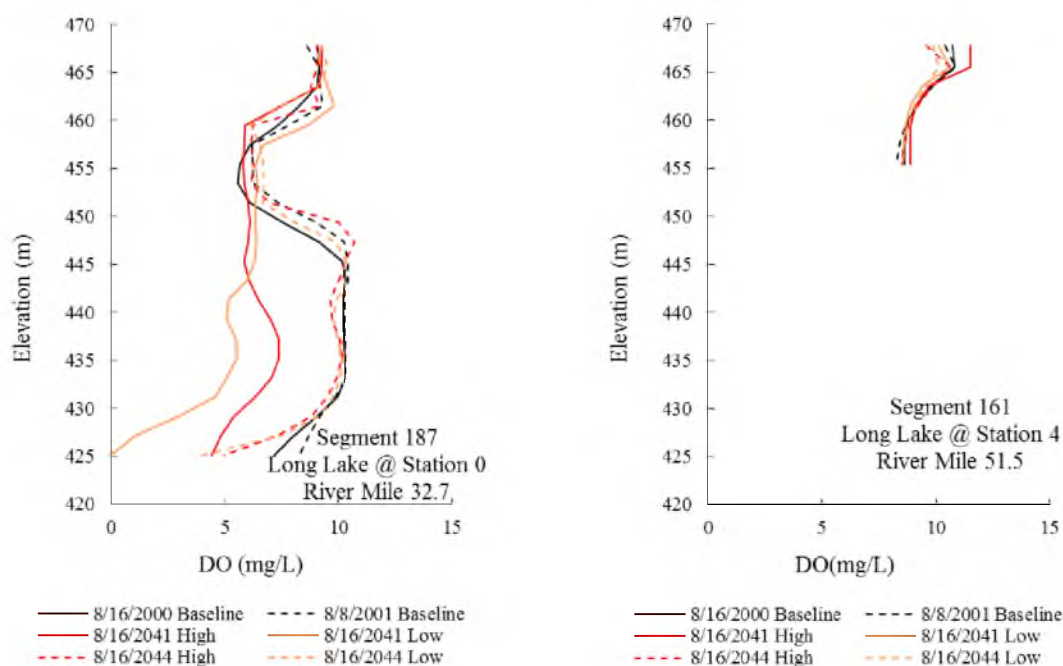 470
465
460
455
450
445
440
435
430
425
420
Elevation (m)
Segment 187
Long Lake @ Station 0
River Mile 32.7
0
5
10
15
DO (mg/L)
8/16/2000 Baseline
8/8/2001 Baseline
8/16/2041 High
8/16/2041 Low
8/16/2044 High
8/16/2044 Low
470
465
460
455
450
445
440
435
430
425
420
Elevation (m)
Segment 161
Long Lake @ Station 4
River Mile 51.5
0
5
10
15
DO(mg/L)
8/16/2000 Baseline
8/8/2001 Baseline
8/16/2041 High
8/16/2041 Low
8/16/2044 High
8/16/2044 Low